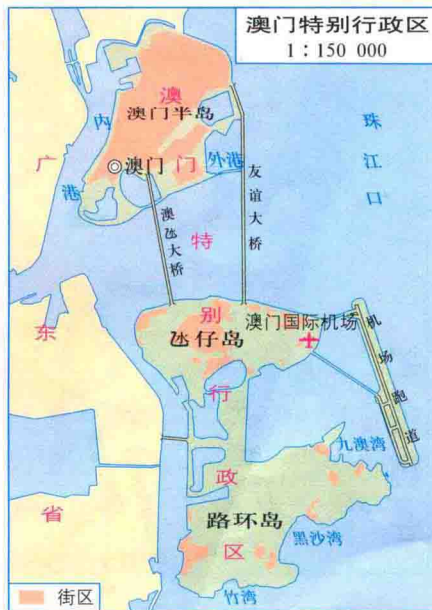 澳门特别行政区
1：150 000
澳门特别行政区
广东省
珠江口
澳门半岛
内港
外港
澳门
友谊大桥
澳氹大桥
氹仔岛
澳门国际机场
机场跑道
九澳湾
路环岛
黑沙湾
竹湾
街区